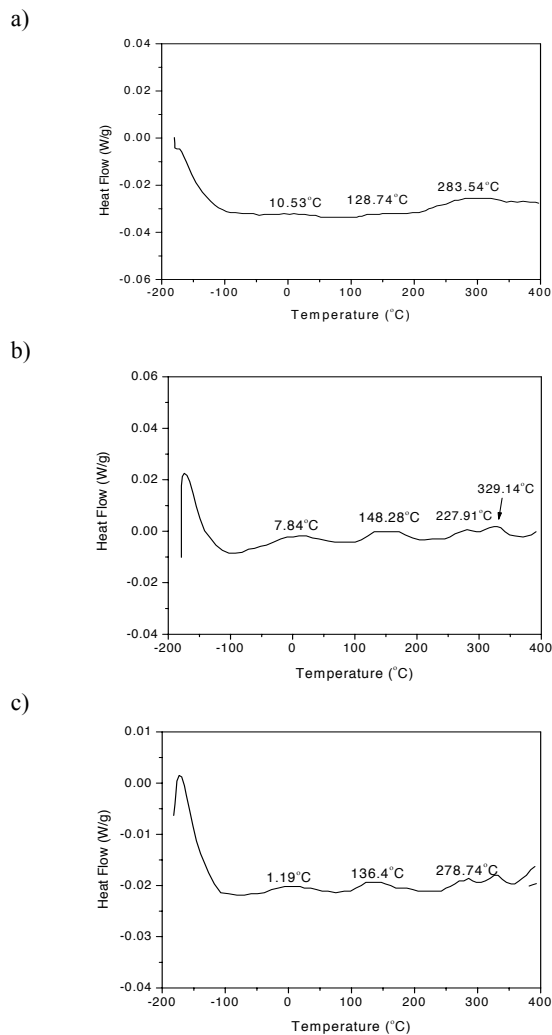 a)
0.04
0.02
0.00
-0.02
-0.04
-0.06
Heat Flow (W/g)
10.53°C
128.74°C
283.54°C
-200 -100 0 100 200 300 400
Temperature (°C)
b)
0.06
0.04
0.02
0.00
-0.02
-0.04
Heat Flow (W/g)
329.14°C
7.84°C
148.28°C
227.91°C
-200 -100 0 100 200 300 400
Temperature (°C)
c)
0.01
0.00
-0.01
-0.02
-0.03
-0.04
Heat Flow (W/g)
1.19°C
136.4°C
278.74°C
-200 -100 0 100 200 300 400
Temperature (°C)